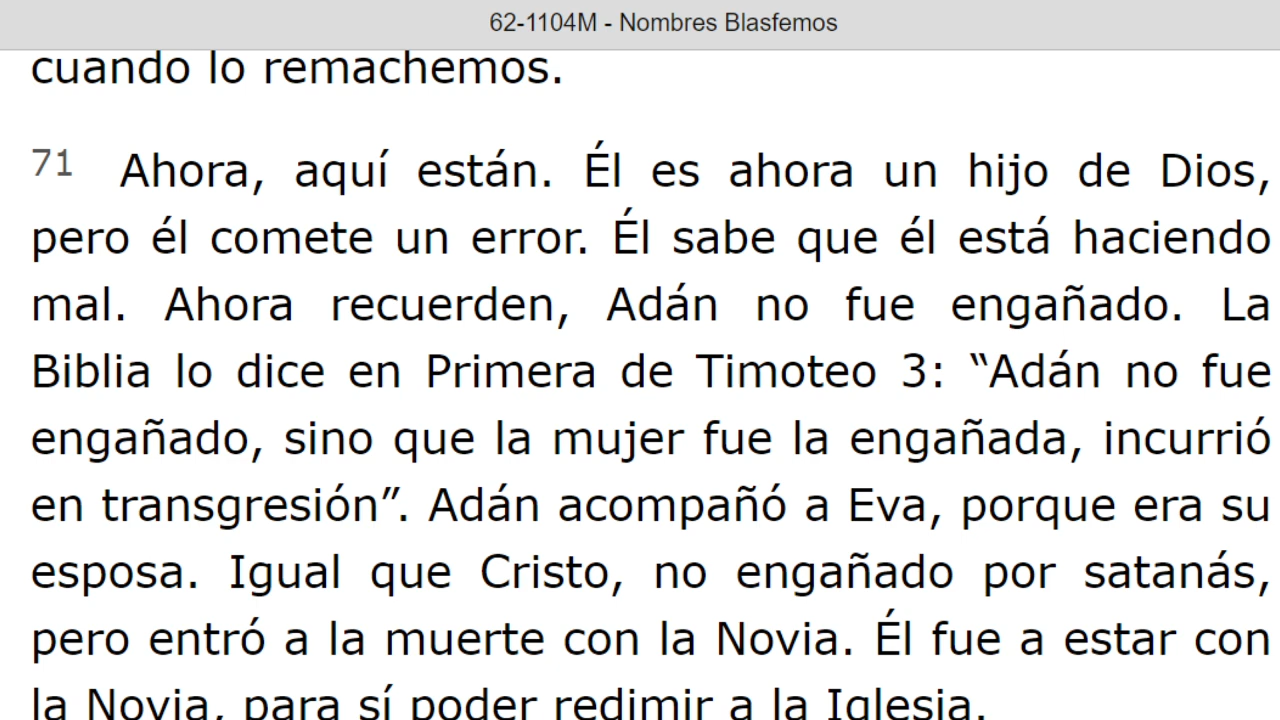 62-1104M - Nombres Blasfemos
cuando lo remachemos.
71 Ahora, aquí están. Él es ahora un hijo de Dios,
pero él comete un error. Él sabe que él está haciendo
mal. Ahora recuerden, Adán no fue engañado. La
Biblia lo dice en Primera de Timoteo 3: “Adán no fue
engañado, sino que la mujer fue la engañada, incurrió
en transgresión”. Adán acompañó a Eva, porque era su
esposa. Igual que Cristo, no engañado por satanás,
pero entró a la muerte con la Novia. Él fue a estar con
la Novia, para sí poder redimir a la Iglesia.